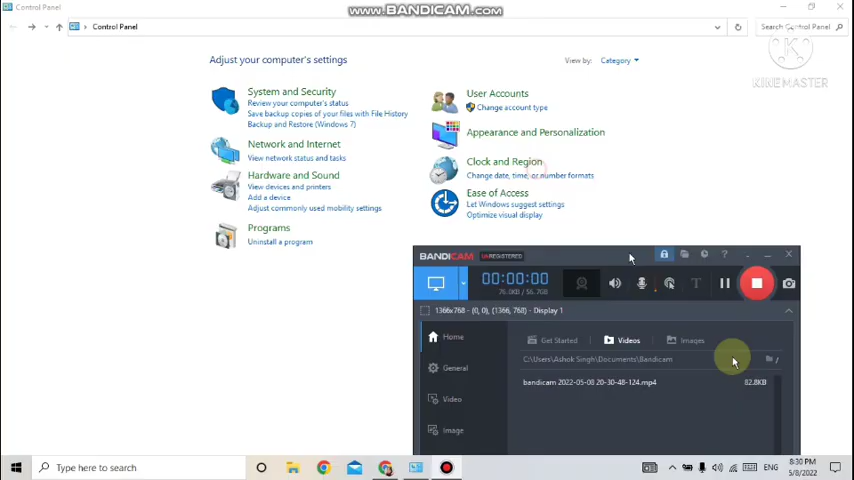 Control Panel
www.BANDICAM.com
Control Panel
Search Control Panel
KINEMASTER
Adjust your computer's settings
View by: Category
System and Security
Review your computer's status
Save backup copies of your files with File History
Backup and Restore (Windows 7)
Network and Internet
View network status and tasks
Hardware and Sound
View devices and printers
Add a device
Adjust commonly used mobility settings
Programs
Uninstall a program
User Accounts
Change account type
Appearance and Personalization
Clock and Region
Change date, time, or number formats
Ease of Access
Let Windows suggest settings
Optimize visual display
BANDICAM UNREGISTERED
00:00:00
76.0KB / 56.7GB
1366x768 - (0, 0), (1366, 768) - Display 1
Home
General
Video
Image
Get Started
Videos
Images
C:\Users\Ashok Singh\Documents\Bandicam
bandicam 2022-05-08 20-30-48-124.mp4 82.8KB
Type here to search
ENG
8:30 PM
5/8/2022